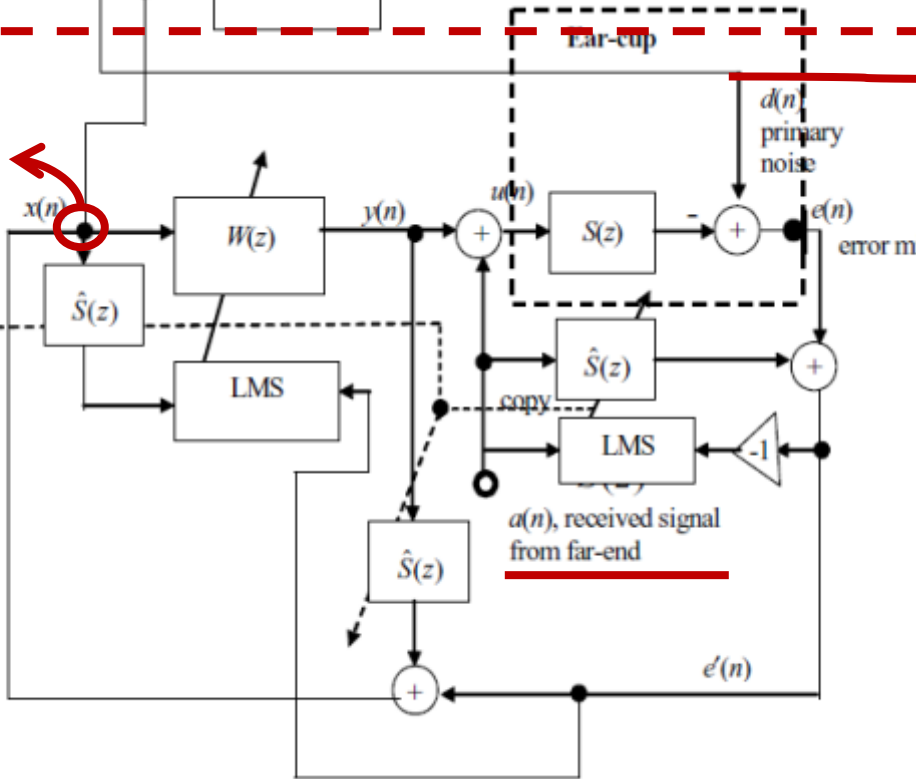 Ear-cup
d(n)
primary
noise
x(n)
W(z)
y(n)
+
u(n)
S(z)
-
+
e(n)
error m
Ŝ(z)
LMS
Ŝ(z)
+
copy
LMS
-1
a(n), received signal
from far-end
Ŝ(z)
+
e'(n)